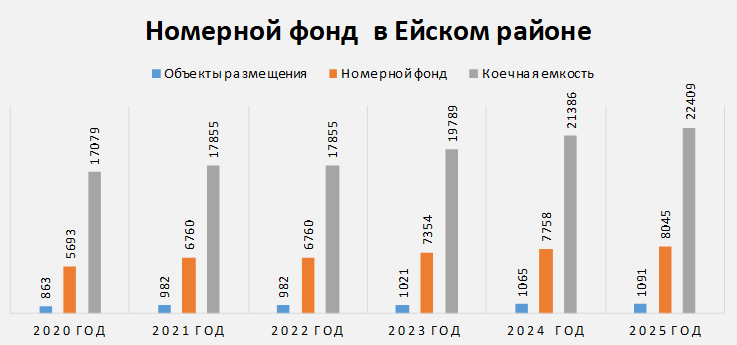 Номерной фонд в Ейском районе
Объекты размещения Номерной фонд Коечная емкость
863 5693 17079
982 6760 17855
982 6760 17855
1021 7354 19789
1065 7758 21386
1091 8045 22409
2020 ГОД 2021 ГОД 2022 ГОД 2023 ГОД 2024 ГОД 2025 ГОД